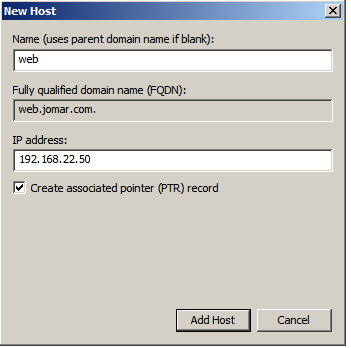 New Host
Name (uses parent domain name if blank):
web
Fully qualified domain name (FQDN):
web.jomar.com.
IP address:
192.168.22.50
Create associated pointer (PTR) record
Add Host
Cancel